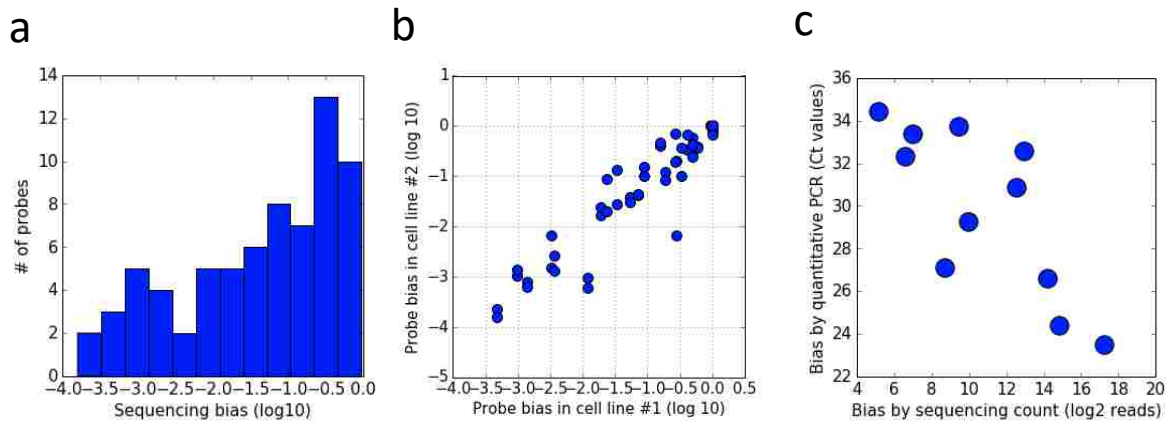 a
b
c
14
12
10
8
6
4
2
0
# of probes
−4.0 −3.5 −3.0 −2.5 −2.0 −1.5 −1.0 −0.5 0.0
Sequencing bias (log10)
1
0
−1
−2
−3
−4
−5
Probe bias in cell line #2 (log 10)
−4.0 −3.5 −3.0 −2.5 −2.0 −1.5 −1.0 −0.5 0.0 0.5
Probe bias in cell line #1 (log 10)
36
34
32
30
28
26
24
22
Bias by quantitative PCR (Ct values)
4 6 8 10 12 14 16 18 20
Bias by sequencing count (log2 reads)